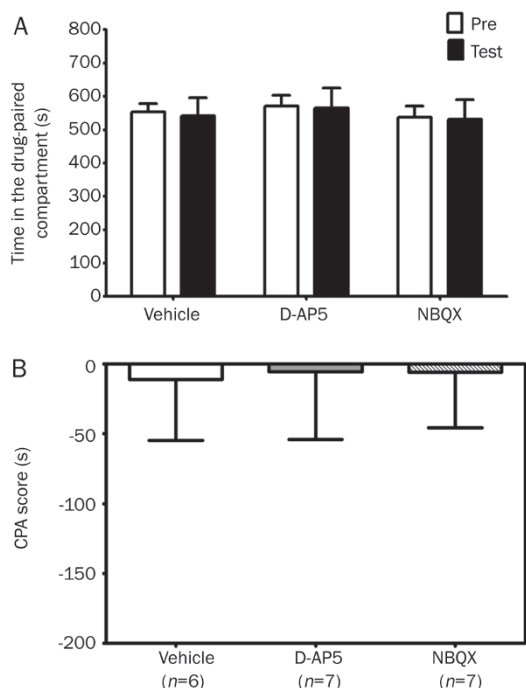 A
Pre
Test
Time in the drug-paired
compartment (s)
800
700
600
500
400
300
200
100
0
Vehicle
D-AP5
NBQX
B
CPA score (s)
0
-50
-100
-150
-200
Vehicle
(n=6)
D-AP5
(n=7)
NBQX
(n=7)